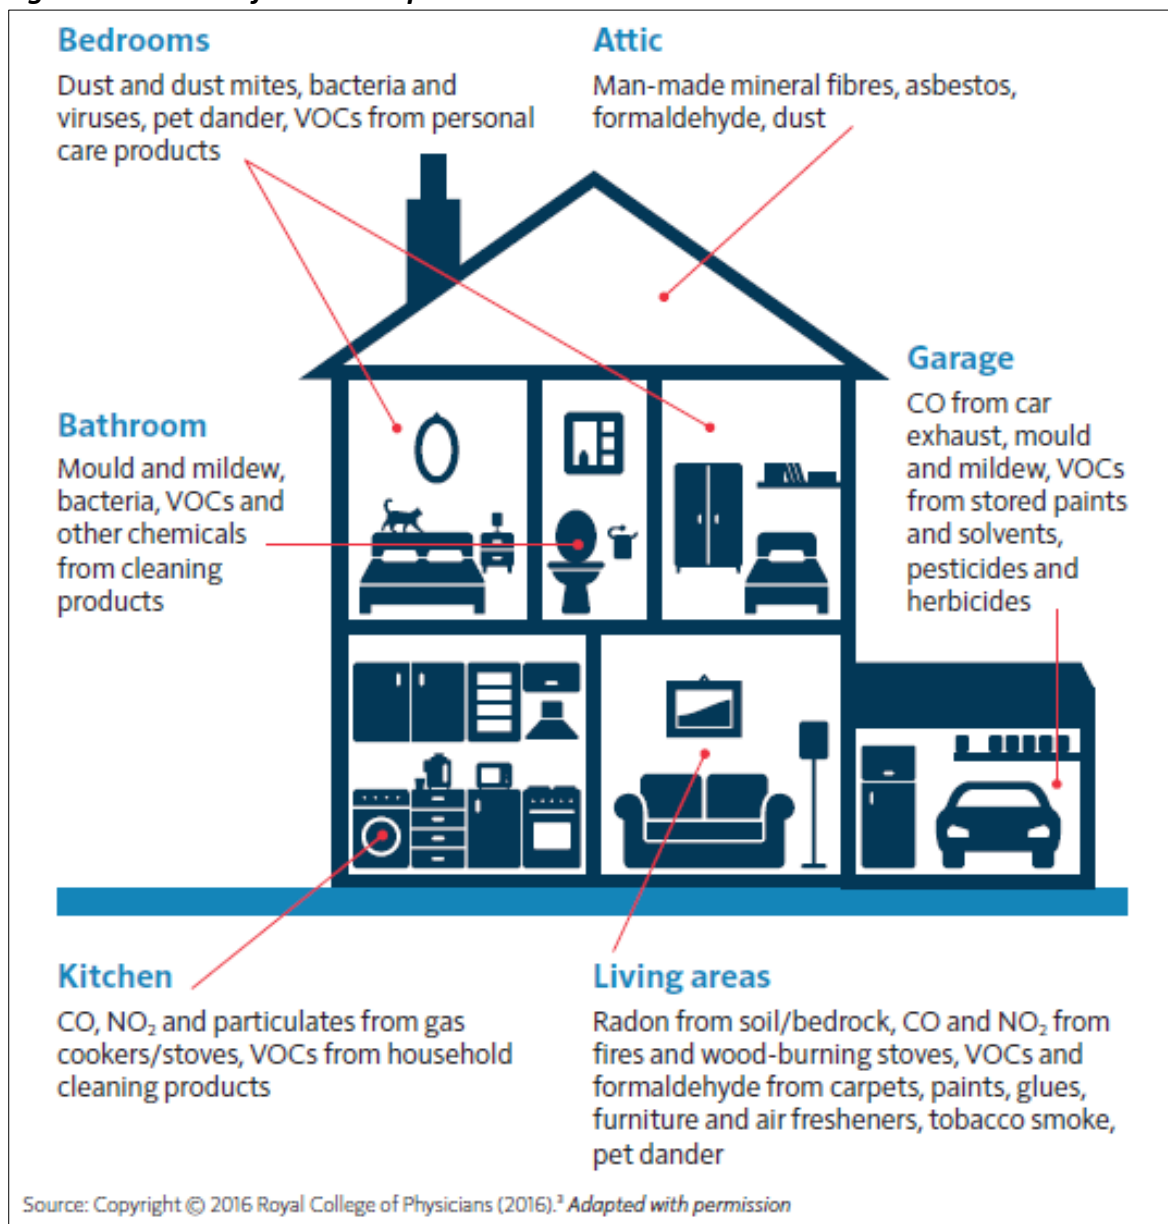 Bedrooms
Dust and dust mites, bacteria and
viruses, pet dander, VOCs from personal
care products
Attic
Man-made mineral fibres, asbestos,
formaldehyde, dust
Garage
CO from car
exhaust, mould
and mildew, VOCs
from stored paints
and solvents,
pesticides and
herbicides
Bathroom
Mould and mildew,
bacteria, VOCs and
other chemicals
from cleaning
products
Kitchen
CO, NO₂ and particulates from gas
cookers/stoves, VOCs from household
cleaning products
Living areas
Radon from soil/bedrock, CO and NO₂ from
fires and wood-burning stoves, VOCs and
formaldehyde from carpets, paints, glues,
furniture and air fresheners, tobacco smoke,
pet dander
Source: Copyright © 2016 Royal College of Physicians (2016).³ Adapted with permission